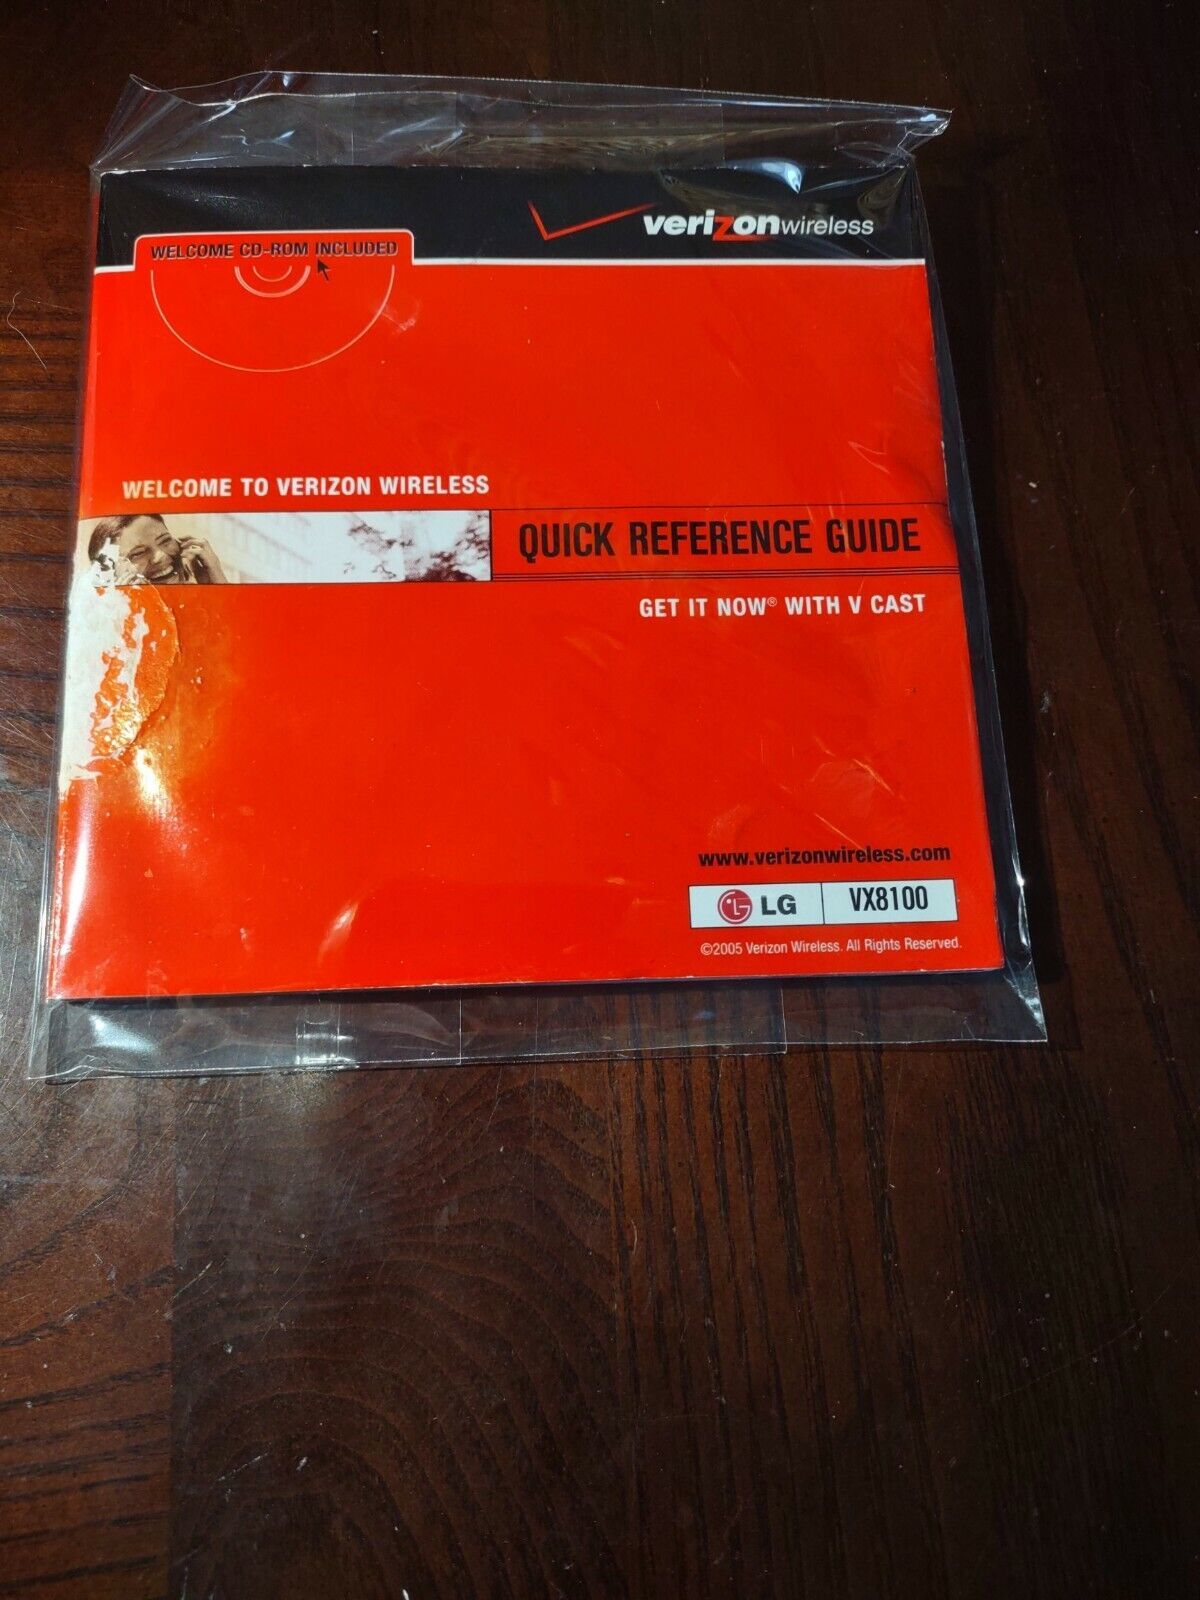 verizonwireless
WELCOME CD-ROM INCLUDED
WELCOME TO VERIZON WIRELESS
QUICK REFERENCE GUIDE
GET IT NOW® WITH V CAST
www.verizonwireless.com
LG VX8100
©2005 Verizon Wireless. All Rights Reserved.